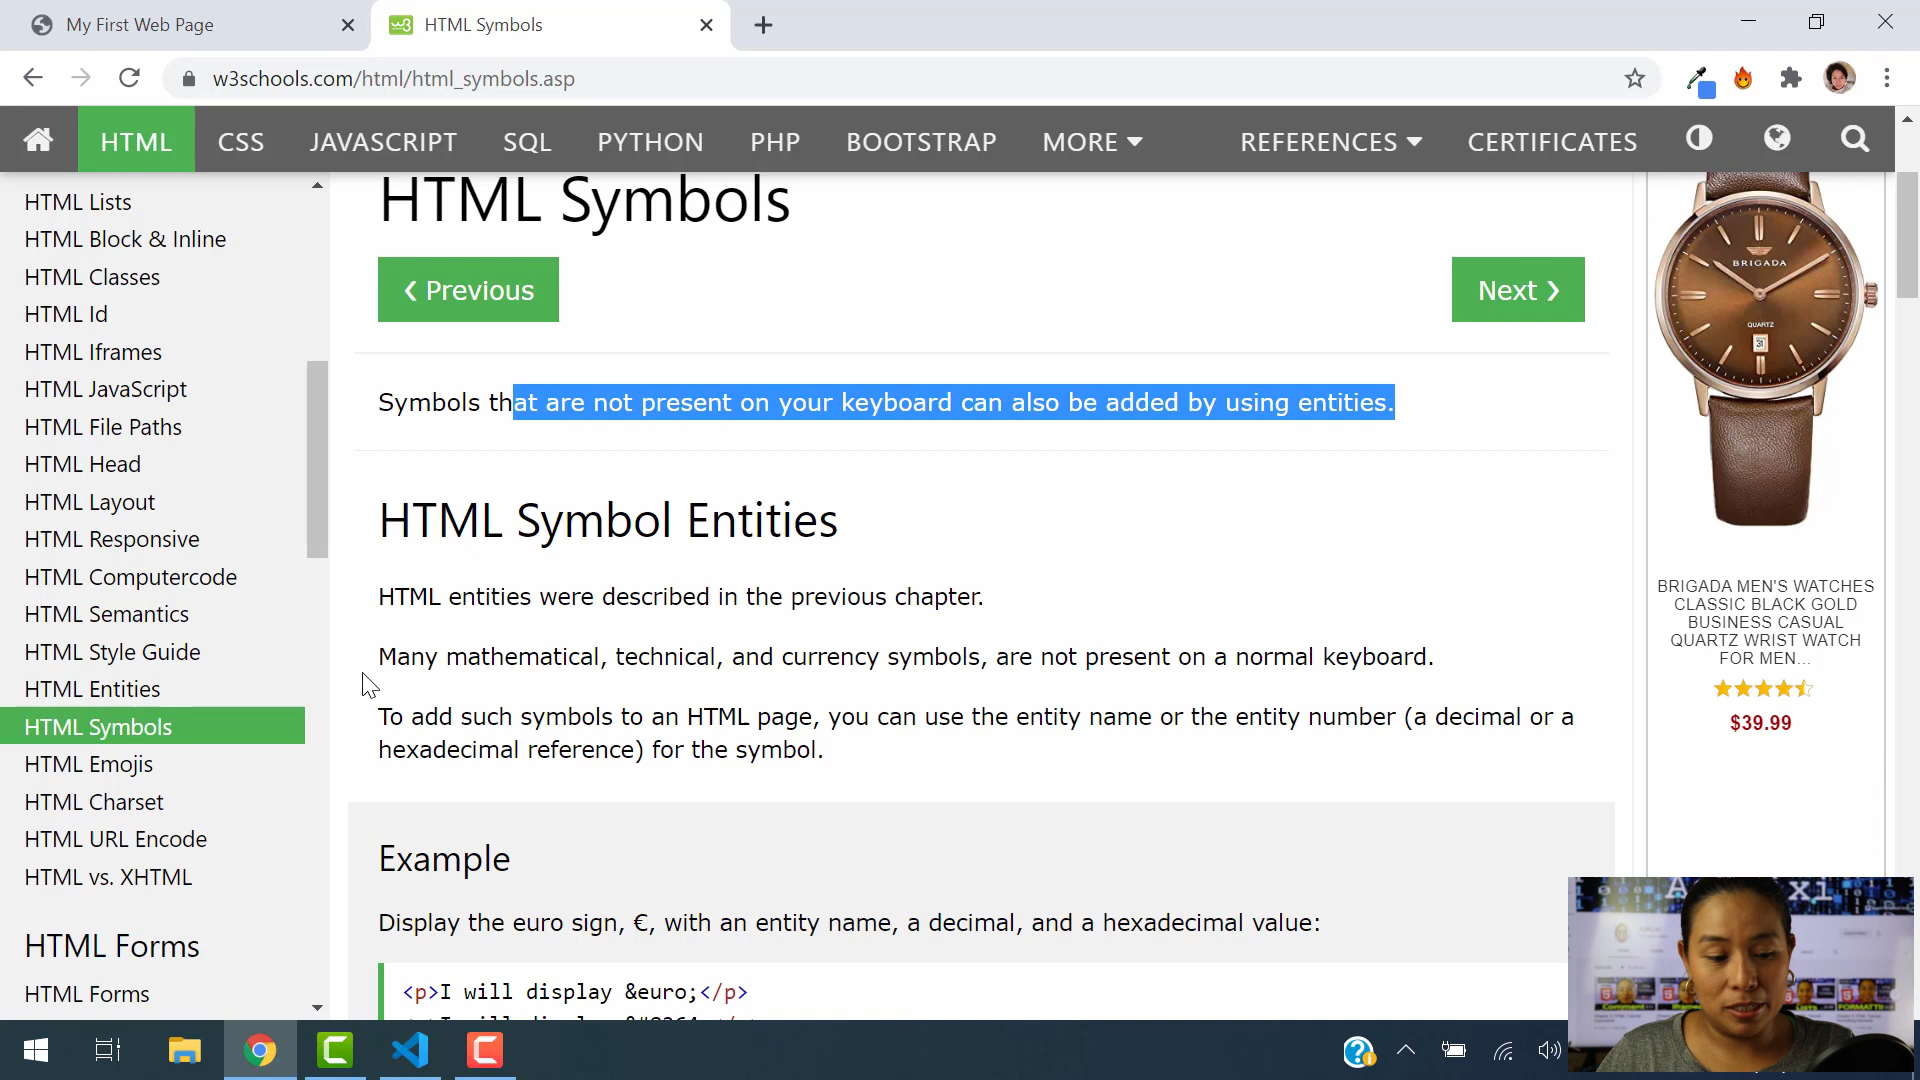 My First Web Page
HTML Symbols
w3schools.com/html/html_symbols.asp
HTML
CSS
JAVASCRIPT
SQL
PYTHON
PHP
BOOTSTRAP
MORE
REFERENCES
CERTIFICATES
HTML Lists
HTML Block & Inline
HTML Classes
HTML Id
HTML Iframes
HTML JavaScript
HTML File Paths
HTML Head
HTML Layout
HTML Responsive
HTML Computercode
HTML Semantics
HTML Style Guide
HTML Entities
HTML Symbols
HTML Emojis
HTML Charset
HTML URL Encode
HTML vs. XHTML
HTML Forms
HTML Forms
HTML Symbols
❮ Previous
Next ❯
Symbols that are not present on your keyboard can also be added by using entities.
HTML Symbol Entities
HTML entities were described in the previous chapter.
Many mathematical, technical, and currency symbols, are not present on a normal keyboard.
To add such symbols to an HTML page, you can use the entity name or the entity number (a decimal or a
hexadecimal reference) for the symbol.
Example
Display the euro sign, €, with an entity name, a decimal, and a hexadecimal value:
<p>I will display &euro;</p>
BRIGADA
QUARTZ
31
BRIGADA MEN'S WATCHES
CLASSIC BLACK GOLD
BUSINESS CASUAL
QUARTZ WRIST WATCH
FOR MEN...
$39.99